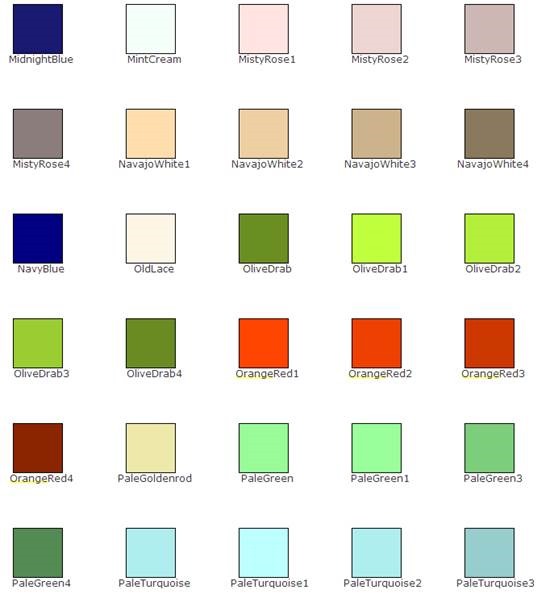 MidnightBlue MintCream MistyRose1 MistyRose2 MistyRose3
MistyRose4 NavajoWhite1 NavajoWhite2 NavajoWhite3 NavajoWhite4
NavyBlue OldLace OliveDrab OliveDrab1 OliveDrab2
OliveDrab3 OliveDrab4 OrangeRed1 OrangeRed2 OrangeRed3
OrangeRed4 PaleGoldenrod PaleGreen PaleGreen1 PaleGreen3
PaleGreen4 PaleTurquoise PaleTurquoise1 PaleTurquoise2 PaleTurquoise3